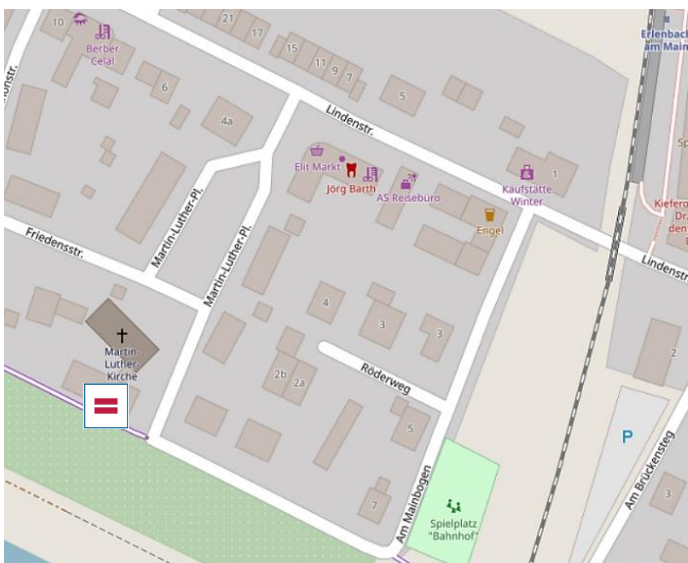 10
Berber
Celal
21
17
15
11
9
7
6
4a
5
Lindenstr.
Erlenbach
am Main
Elit Markt
Jörg Barth
AS Reisebüro
1
Kaufstätte
Winter
Engel
Martin-Luther-Pl.
Martin-Luther-Pl.
Friedensstr.
Lindenstr
4
3
3
Martin-
Luther-
Kirche
2b
2a
Röderweg
5
7
Am Mainbogen
Spielplatz
"Bahnhof"
2
P
Am Brückensteg
3